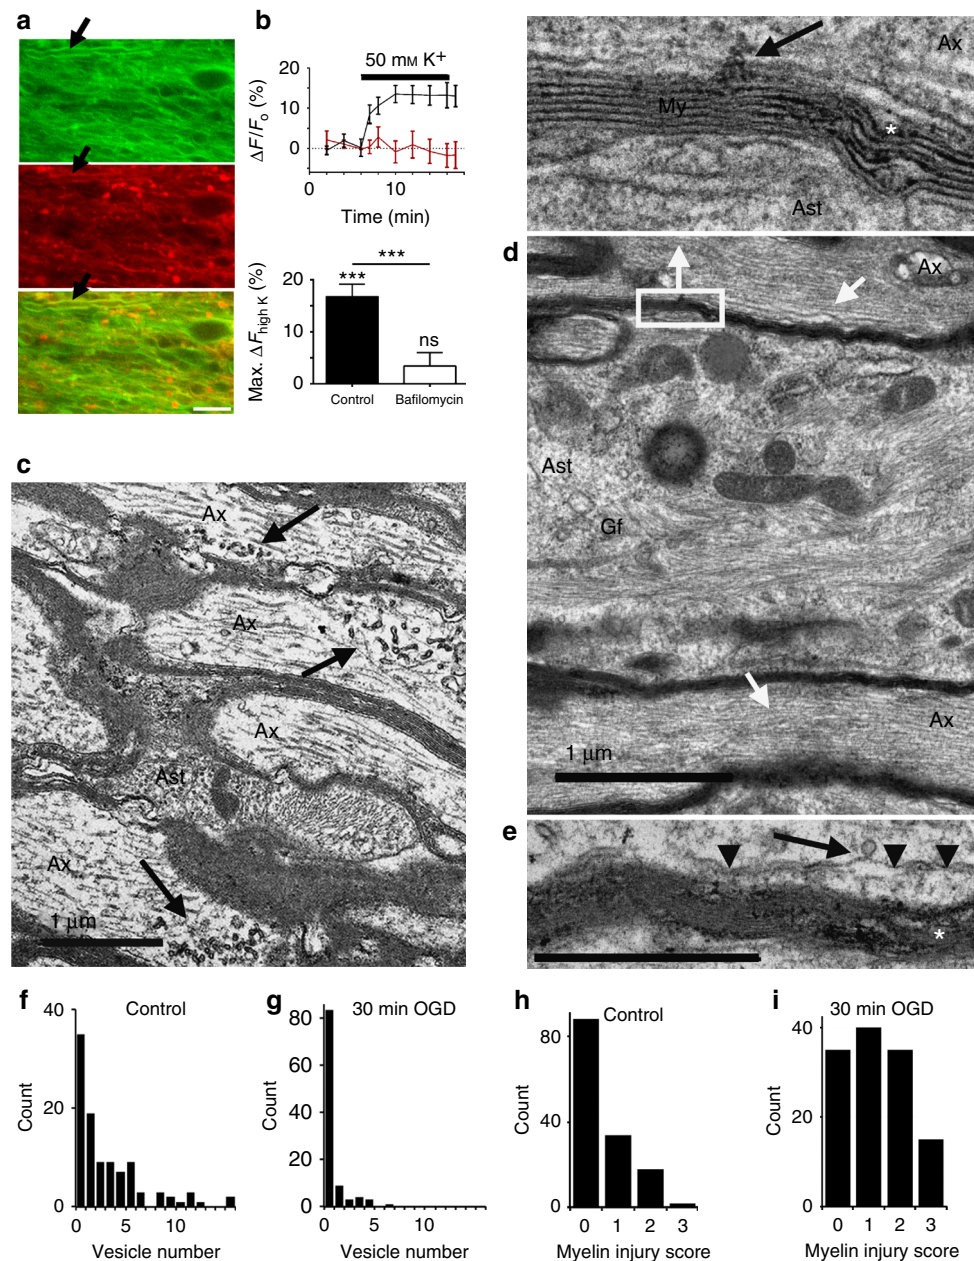 a
b
50 mM K+
ΔF/Fo (%)
20
10
0
0
10
Time (min)
***
***
ns
Max. ΔFhigh K (%)
20
10
0
Control
Bafilomycin
Ax
My
*
Ast
c
Ax
Ax
Ax
Ast
Ax
1 μm
d
Ax
Ast
Gf
Ax
1 μm
e
*
f
Control
Count
40
20
0
0
5
10
Vesicle number
g
30 min OGD
Count
80
60
40
20
0
0
5
10
Vesicle number
h
Control
Count
80
40
0
0
1
2
3
Myelin injury score
i
30 min OGD
Count
40
20
0
0
1
2
3
Myelin injury score